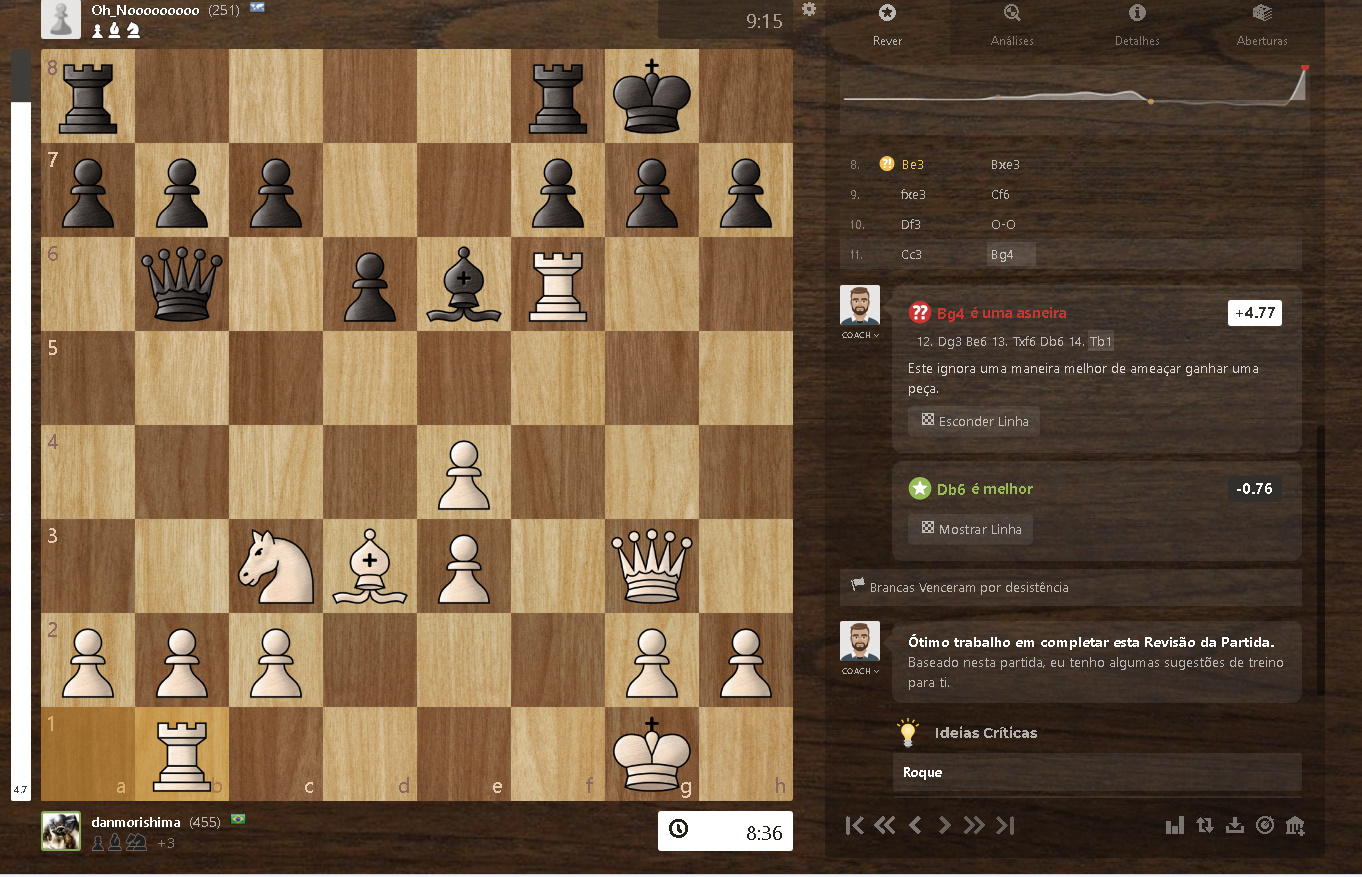 Oh_Nooooooooo (251)
9:15
Rever
Análises
Detalhes
Aberturas
8
7
6
5
4
3
2
1
a
b
c
d
e
f
g
h
4.7
8. ?! Be3 Bxe3
9. fxe3 Cf6
10. Df3 O-O
11. Cc3 Bg4
COACH
?? Bg4 é uma asneira
+4.77
12. Dg3 Be6 13. Txf6 Db6 14. Tb1
Este ignora uma maneira melhor de ameaçar ganhar uma
peça.
Esconder Linha
Db6 é melhor
-0.76
Mostrar Linha
Brancas Venceram por desistência
COACH
Ótimo trabalho em completar esta Revisão da Partida.
Baseado nesta partida, eu tenho algumas sugestões de treino
para ti.
Ideias Críticas
Roque
danmorishima (455)
+3
8:36